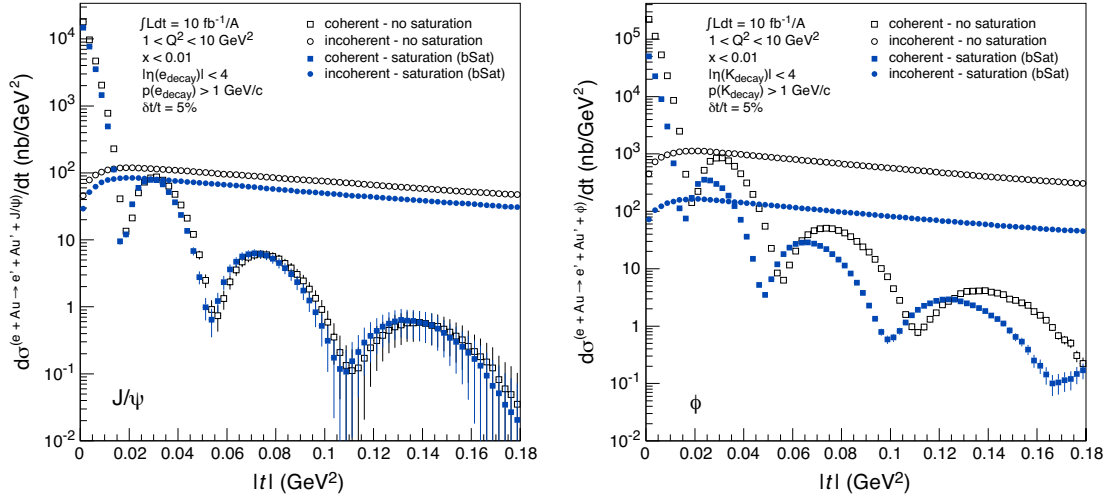 ∫Ldt = 10 fb⁻¹/A
1 < Q² < 10 GeV²
x < 0.01
|η(e_decay)| < 4
p(e_decay) > 1 GeV/c
δt/t = 5%
coherent - no saturation
incoherent - no saturation
coherent - saturation (bSat)
incoherent - saturation (bSat)
dσ^(e + Au → e' + Au' + J/ψ)/dt (nb/GeV²)
10⁴
10³
10²
10
1
10⁻¹
10⁻²
J/ψ
0 0.02 0.04 0.06 0.08 0.10 0.12 0.14 0.16 0.18
|t| (GeV²)
∫Ldt = 10 fb⁻¹/A
1 < Q² < 10 GeV²
x < 0.01
|η(K_decay)| < 4
p(K_decay) > 1 GeV/c
δt/t = 5%
coherent - no saturation
incoherent - no saturation
coherent - saturation (bSat)
incoherent - saturation (bSat)
dσ^(e + Au → e' + Au' + ϕ)/dt (nb/GeV²)
10⁵
10⁴
10³
10²
10
1
10⁻¹
10⁻²
ϕ
0 0.02 0.04 0.06 0.08 0.10 0.12 0.14 0.16 0.18
|t| (GeV²)